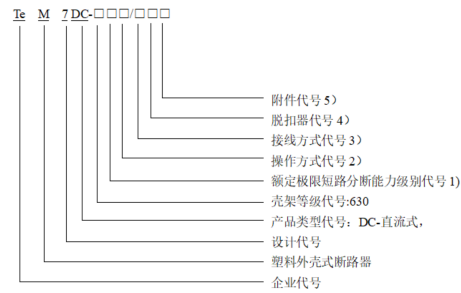 Te M 7 DC-□□□/□□□
附件代号5）
脱扣器代号4）
接线方式代号3）
操作方式代号2）
额定极限短路分断能力级别代号1)
壳架等级代号:630
产品类型代号：DC-直流式，
设计代号
塑料外壳式断路器
企业代号